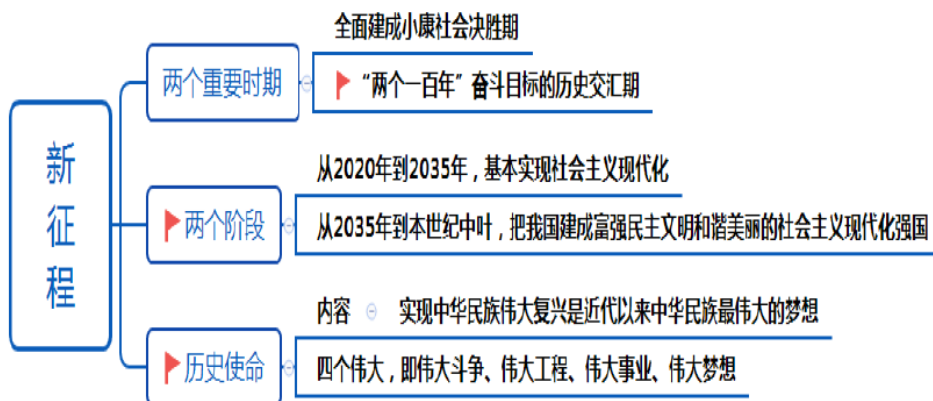 新征程
两个重要时期
全面建成小康社会决胜期
“两个一百年”奋斗目标的历史交汇期
两个阶段
从2020年到2035年，基本实现社会主义现代化
从2035年到本世纪中叶，把我国建成富强民主文明和谐美丽的社会主义现代化强国
历史使命
内容 实现中华民族伟大复兴是近代以来中华民族最伟大的梦想
四个伟大，即伟大斗争、伟大工程、伟大事业、伟大梦想